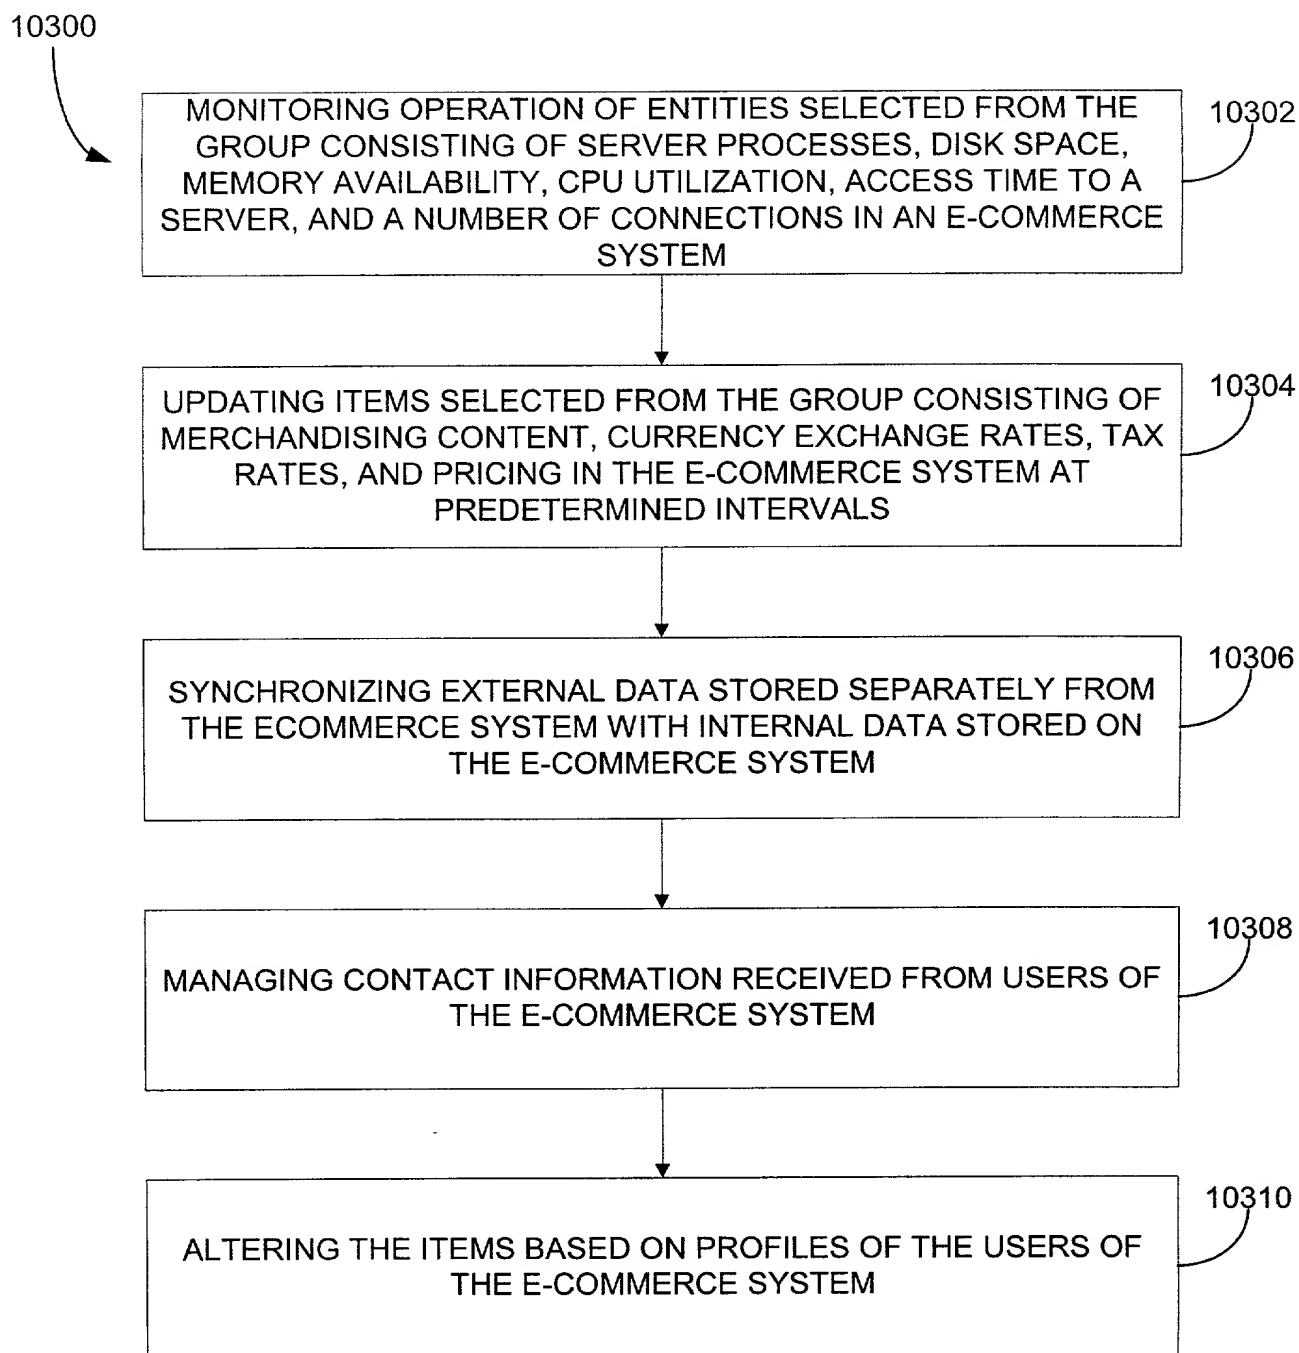 10300
MONITORING OPERATION OF ENTITIES SELECTED FROM THE
GROUP CONSISTING OF SERVER PROCESSES, DISK SPACE,
MEMORY AVAILABILITY, CPU UTILIZATION, ACCESS TIME TO A
SERVER, AND A NUMBER OF CONNECTIONS IN AN E-COMMERCE
SYSTEM
10302
UPDATING ITEMS SELECTED FROM THE GROUP CONSISTING OF
MERCHANDISING CONTENT, CURRENCY EXCHANGE RATES, TAX
RATES, AND PRICING IN THE E-COMMERCE SYSTEM AT
PREDETERMINED INTERVALS
10304
SYNCHRONIZING EXTERNAL DATA STORED SEPARATELY FROM
THE ECOMMERCE SYSTEM WITH INTERNAL DATA STORED ON
THE E-COMMERCE SYSTEM
10306
MANAGING CONTACT INFORMATION RECEIVED FROM USERS OF
THE E-COMMERCE SYSTEM
10308
ALTERING THE ITEMS BASED ON PROFILES OF THE USERS OF
THE E-COMMERCE SYSTEM
10310